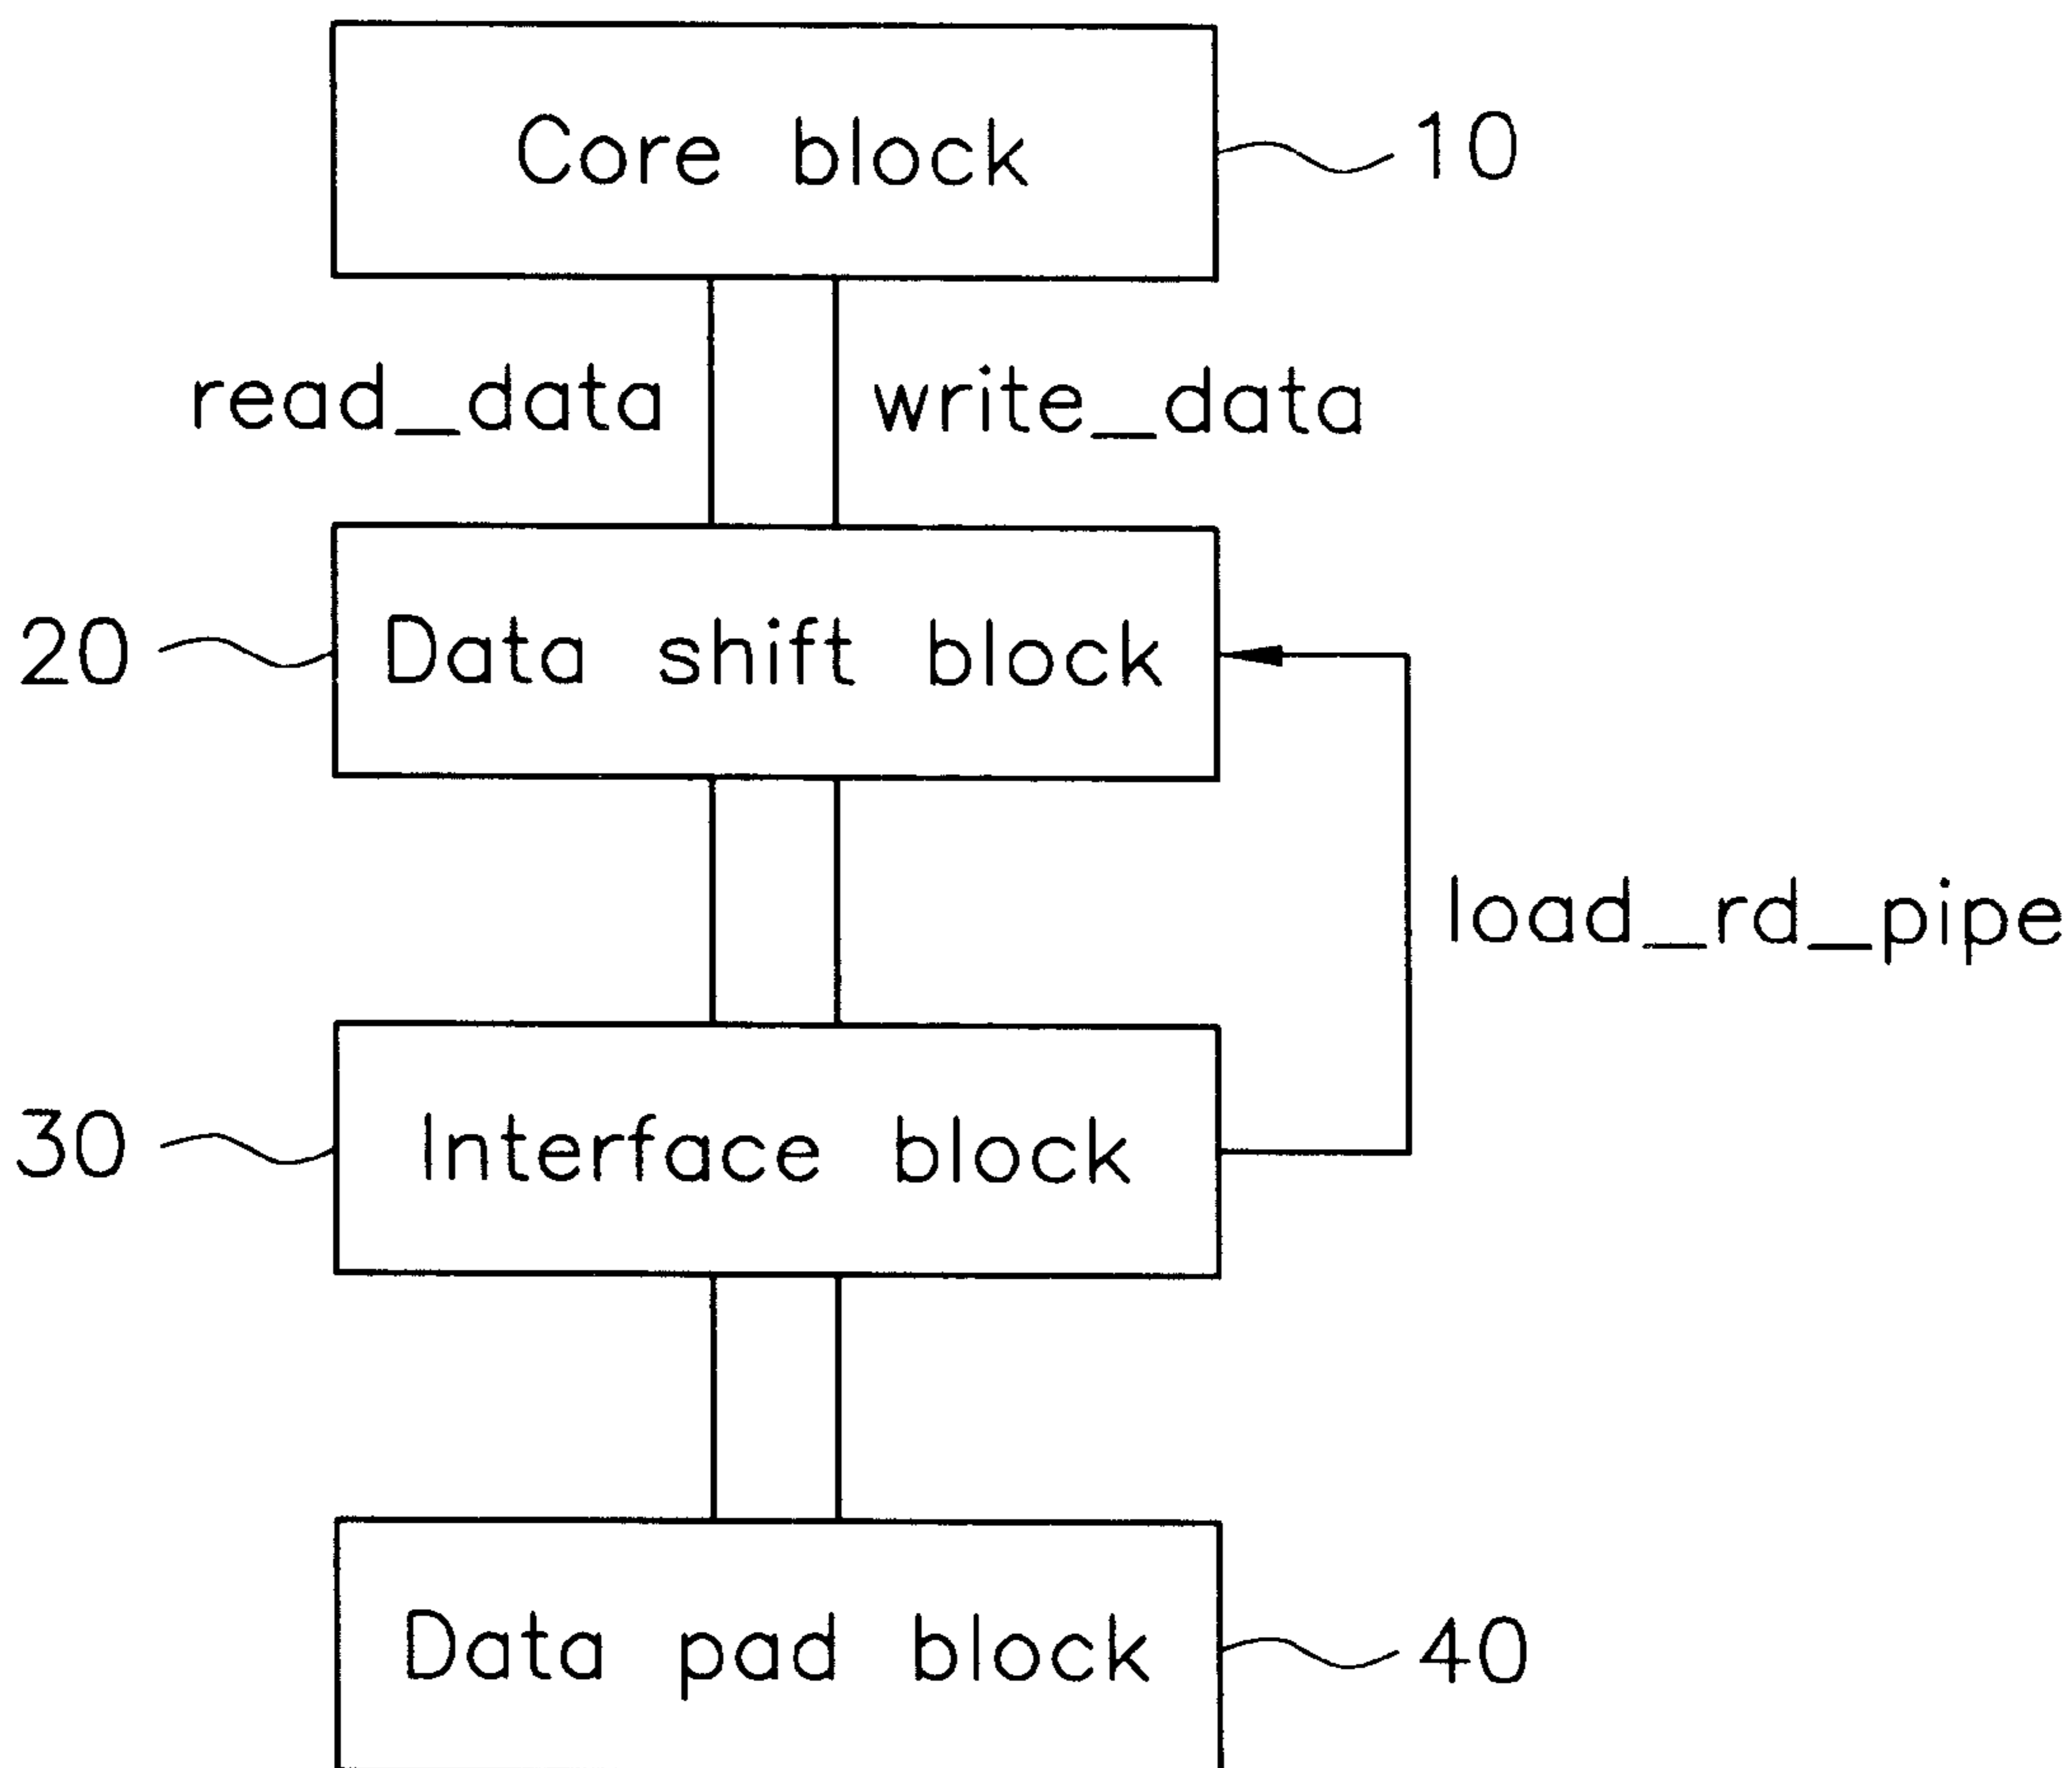 Core block
10
read_data
write_data
20
Data shift block
load_rd_pipe
30
Interface block
Data pad block
40